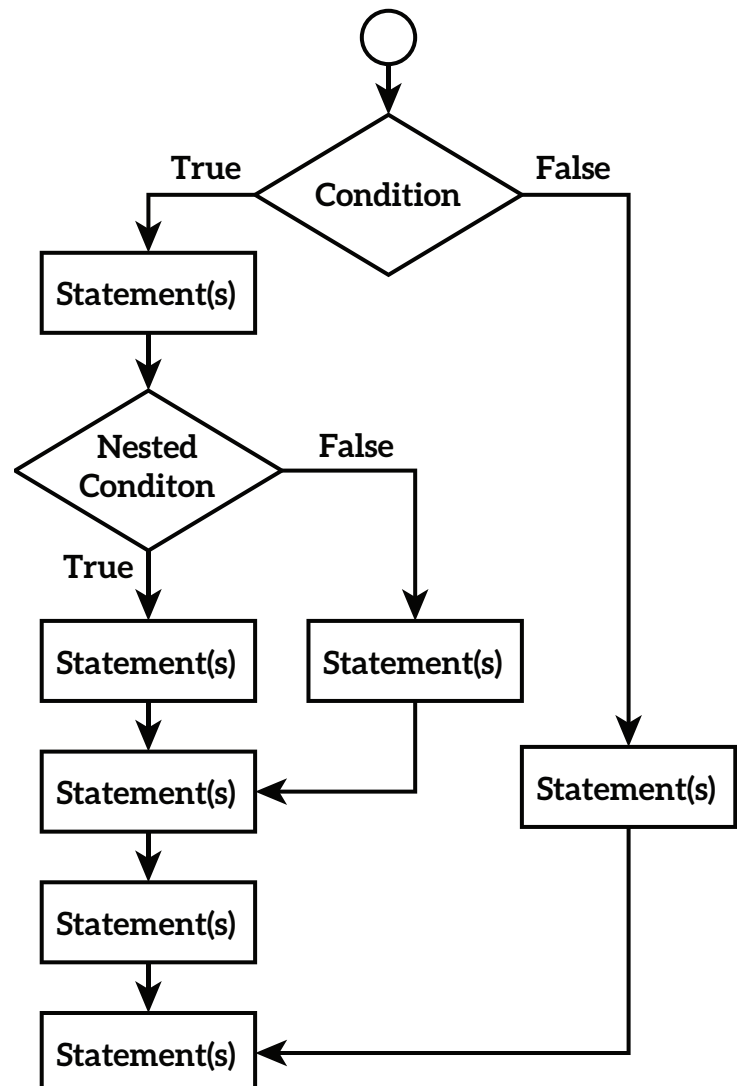 True
False
Condition
Statement(s)
Nested
Conditon
False
True
Statement(s)
Statement(s)
Statement(s)
Statement(s)
Statement(s)
Statement(s)